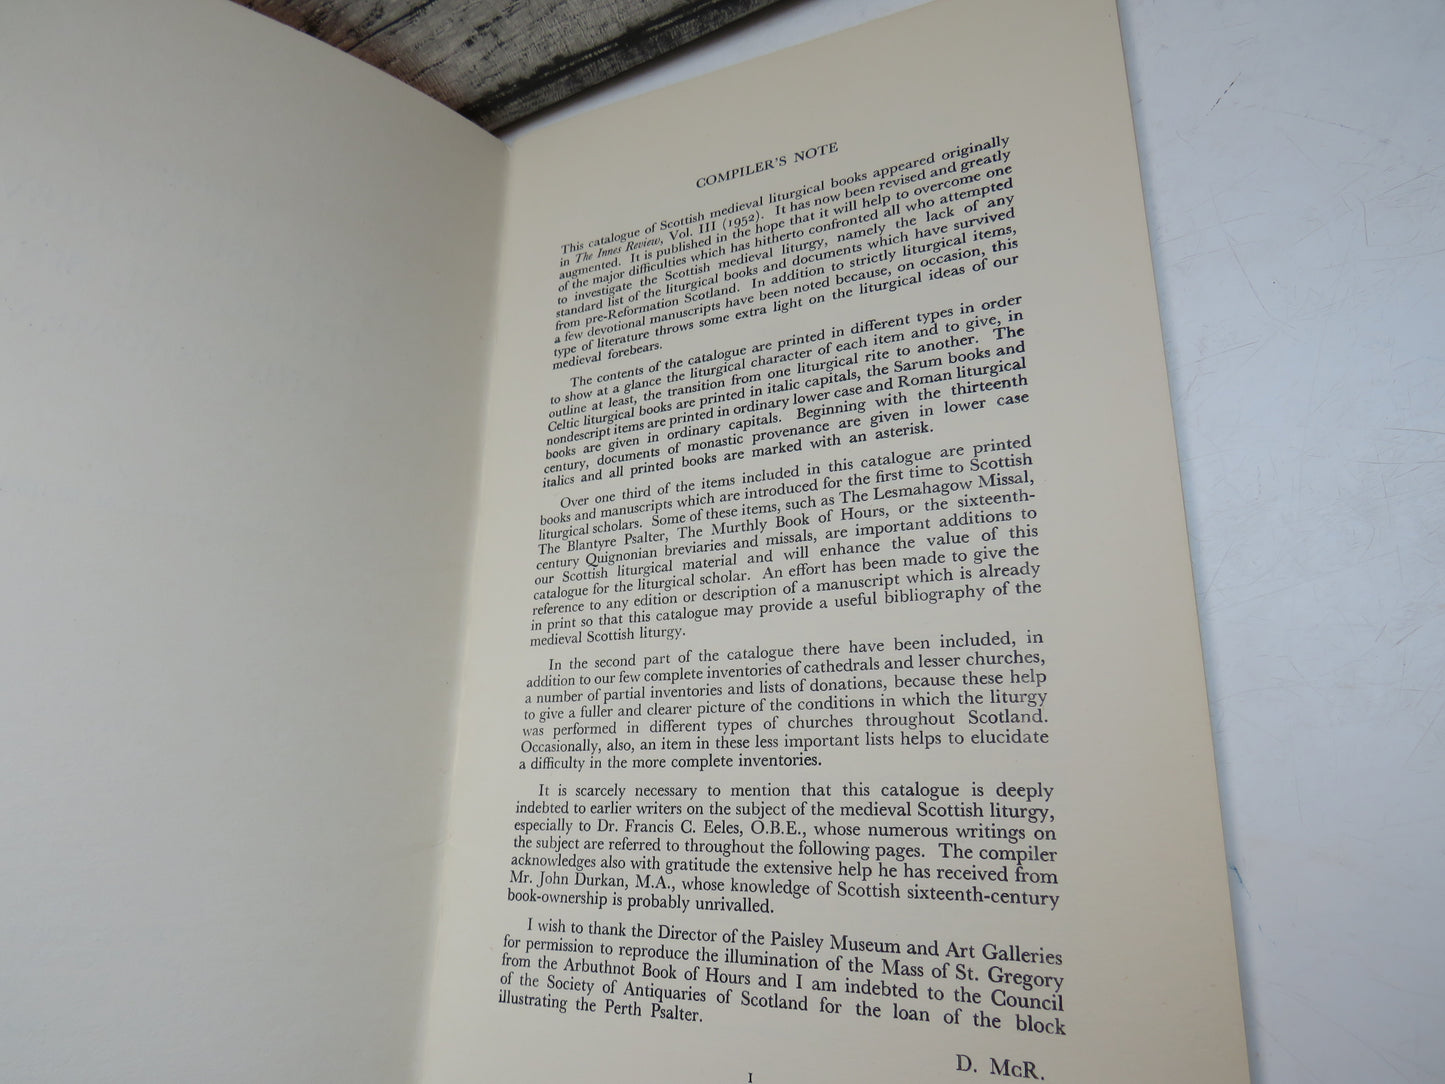 COMPILER'S NOTE
This catalogue of Scottish medieval liturgical books appeared originally
in The Innes Review, Vol. III (1952). It has now been revised and greatly
augmented. It is published in the hope that it will help to overcome one
of the major difficulties which has hitherto confronted all who attempted
to investigate the Scottish medieval liturgy, namely the lack of any
standard list of the liturgical books and documents which have survived
from pre-Reformation Scotland. In addition to strictly liturgical items,
a few devotional manuscripts have been noted because, on occasion, this
type of literature throws some extra light on the liturgical ideas of our
medieval forebears.
The contents of the catalogue are printed in different types in order
to show at a glance the liturgical character of each item and to give, in
outline at least, the transition from one liturgical rite to another. The
Celtic liturgical books are printed in italic capitals, the Sarum books and
nondescript items are printed in ordinary lower case and Roman liturgical
books are given in ordinary capitals. Beginning with the thirteenth
century, documents of monastic provenance are given in lower case
italics and all printed books are marked with an asterisk.
Over one third of the items included in this catalogue are printed
books and manuscripts which are introduced for the first time to Scottish
liturgical scholars. Some of these items, such as The Lesmahagow Missal,
The Blantyre Psalter, The Murthly Book of Hours, or the sixteenth-
century Quignonian breviaries and missals, are important additions to
our Scottish liturgical material and will enhance the value of this
catalogue for the liturgical scholar. An effort has been made to give the
reference to any edition or description of a manuscript which is already
in print so that this catalogue may provide a useful bibliography of the
medieval Scottish liturgy.
In the second part of the catalogue there have been included, in
addition to our few complete inventories of cathedrals and lesser churches,
a number of partial inventories and lists of donations, because these help
to give a fuller and clearer picture of the conditions in which the liturgy
was performed in different types of churches throughout Scotland.
Occasionally, also, an item in these less important lists helps to elucidate
a difficulty in the more complete inventories.
It is scarcely necessary to mention that this catalogue is deeply
indebted to earlier writers on the subject of the medieval Scottish liturgy,
especially to Dr. Francis C. Eeles, O.B.E., whose numerous writings on
the subject are referred to throughout the following pages. The compiler
acknowledges also with gratitude the extensive help he has received from
Mr. John Durkan, M.A., whose knowledge of Scottish sixteenth-century
book-ownership is probably unrivalled.
I wish to thank the Director of the Paisley Museum and Art Galleries
for permission to reproduce the illumination of the Mass of St. Gregory
from the Arbuthnot Book of Hours and I am indebted to the Council
of the Society of Antiquaries of Scotland for the loan of the block
illustrating the Perth Psalter.
D. McR.
I